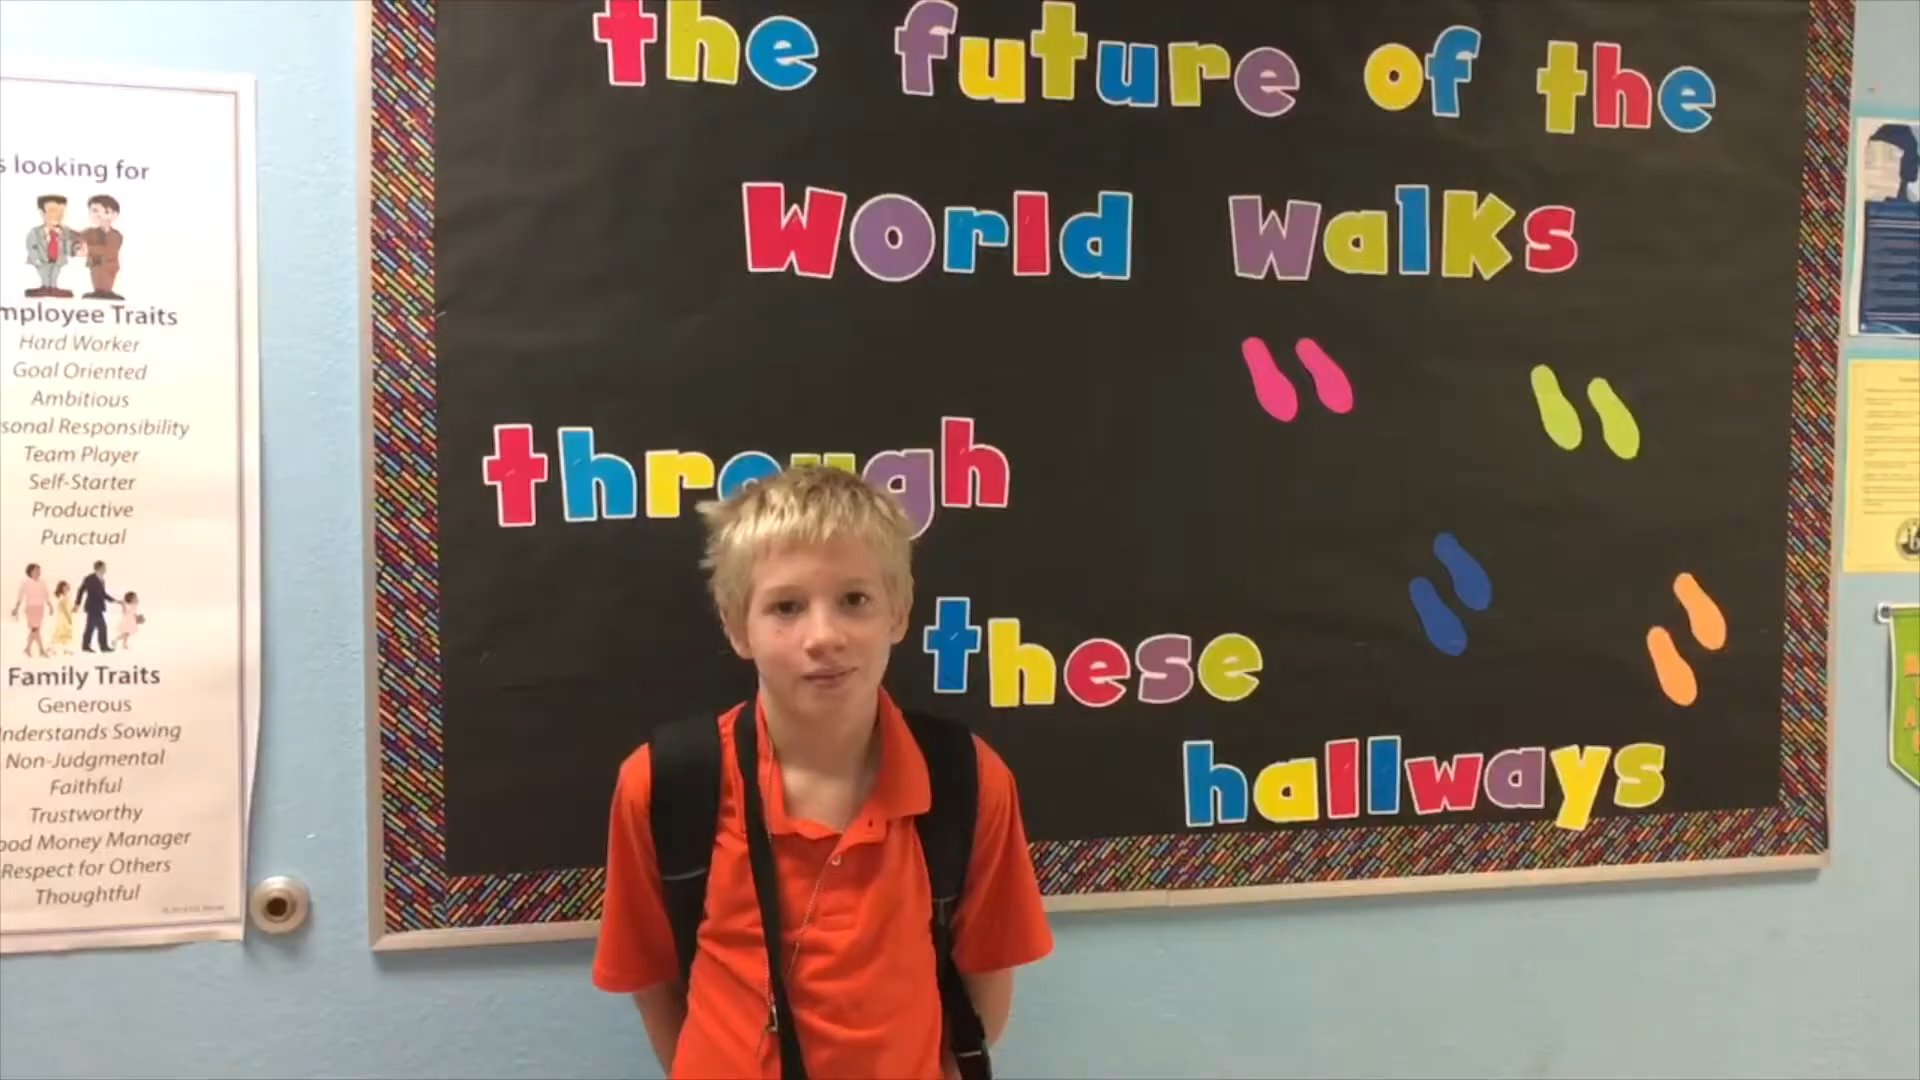 the future of the
World Walks
through
these
hallways
s looking for
mployee Traits
Hard Worker
Goal Oriented
Ambitious
sonal Responsibility
Team Player
Self-Starter
Productive
Punctual
Family Traits
Generous
nderstands Sowing
Non-Judgmental
Faithful
Trustworthy
ood Money Manager
Respect for Others
Thoughtful